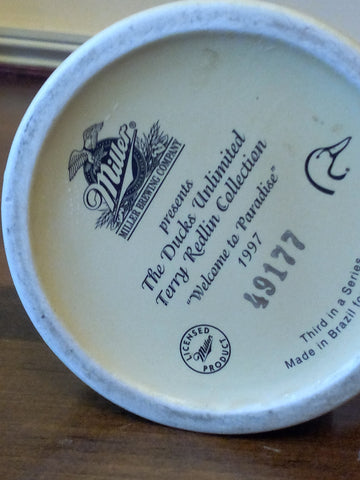 Miller
MILLER BREWING COMPANY
presents
The Ducks Unlimited
Terry Redlin Collection
"Welcome to Paradise"
1997
49177
LICENSED
Miller
PRODUCT
Third in a Series
Made in Brazil